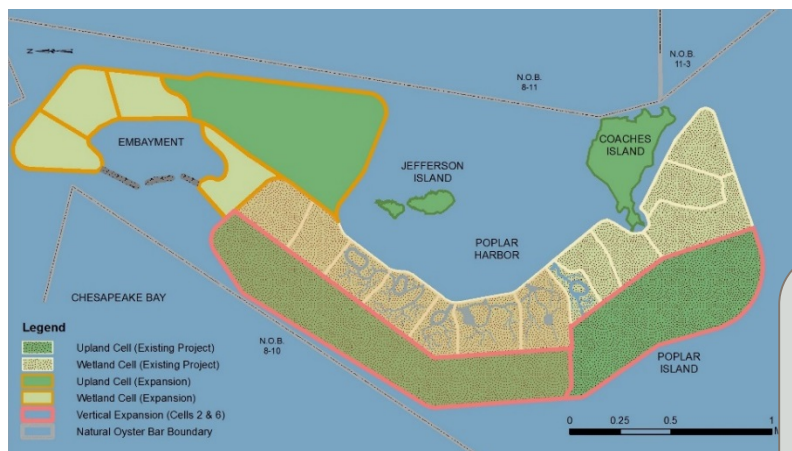 N
N.O.B.
11-3
N.O.B.
8-11
EMBAYMENT
COACHES
ISLAND
JEFFERSON
ISLAND
POPLAR
HARBOR
CHESAPEAKE BAY
N.O.B.
8-10
POPLAR
ISLAND
Legend
Upland Cell (Existing Project)
Wetland Cell (Existing Project)
Upland Cell (Expansion)
Wetland Cell (Expansion)
Vertical Expansion (Cells 2 & 6)
Natural Oyster Bar Boundary
0 0.25 0.5 1